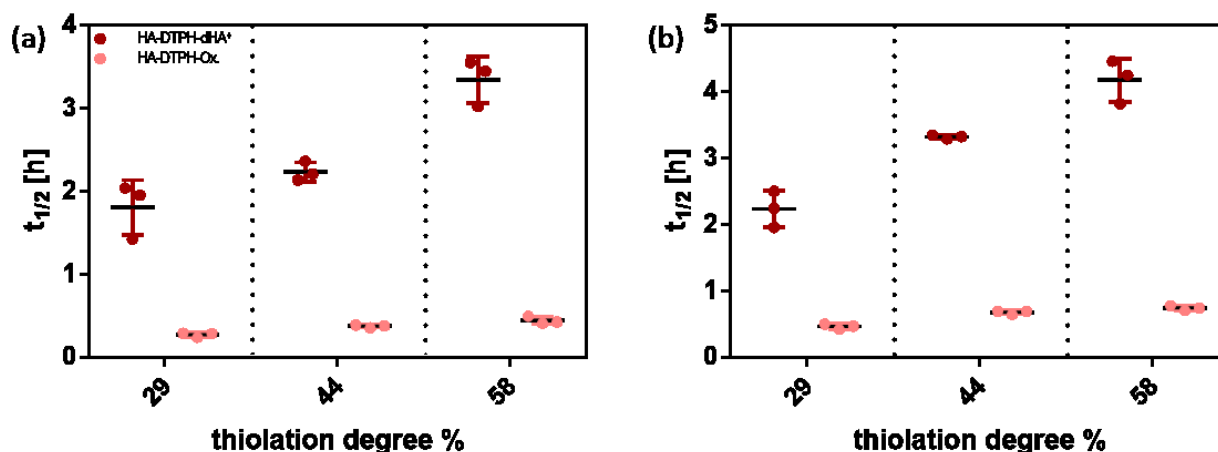 (a)
HA-DTPH-dHA⁺
HA-DTPH-Ox.
4
3
2
1
0
t1/2 [h]
29
44
58
thiolation degree %
(b)
5
4
3
2
1
0
t1/2 [h]
29
44
58
thiolation degree %